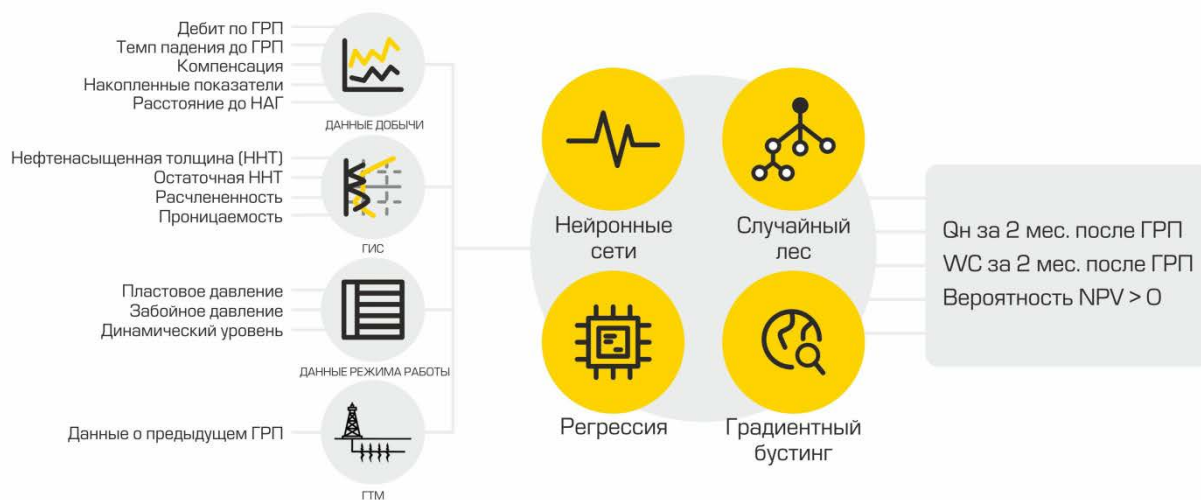 Дебит по ГРП
Темп падения до ГРП
Компенсация
Накопленные показатели
Расстояние до НАГ
ДАННЫЕ ДОБЫЧИ
Нефтенасыщенная толщина (ННТ)
Остаточная ННТ
Расчлененность
Проницаемость
ГИС
Пластовое давление
Забойное давление
Динамический уровень
ДАННЫЕ РЕЖИМА РАБОТЫ
Данные о предыдущем ГРП
ГТМ
Нейронные
сети
Случайный
лес
Регрессия
Градиентный
бустинг
Qн за 2 мес. после ГРП
WC за 2 мес. после ГРП
Вероятность NPV > 0